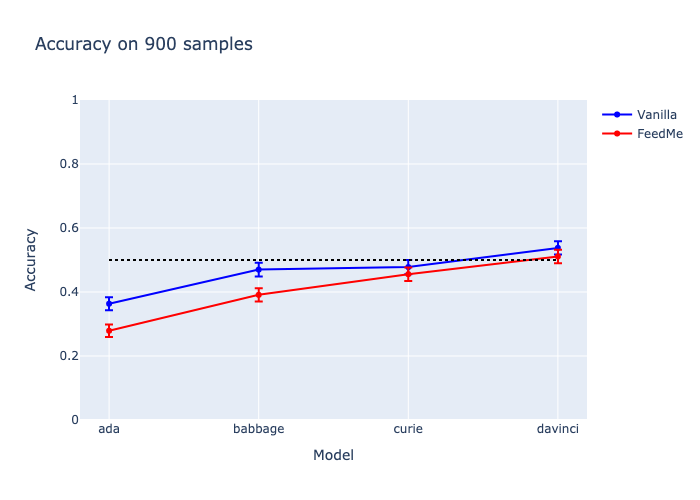 Accuracy on 900 samples
Vanilla
FeedMe
Accuracy
1
0.8
0.6
0.4
0.2
0
ada
babbage
curie
davinci
Model